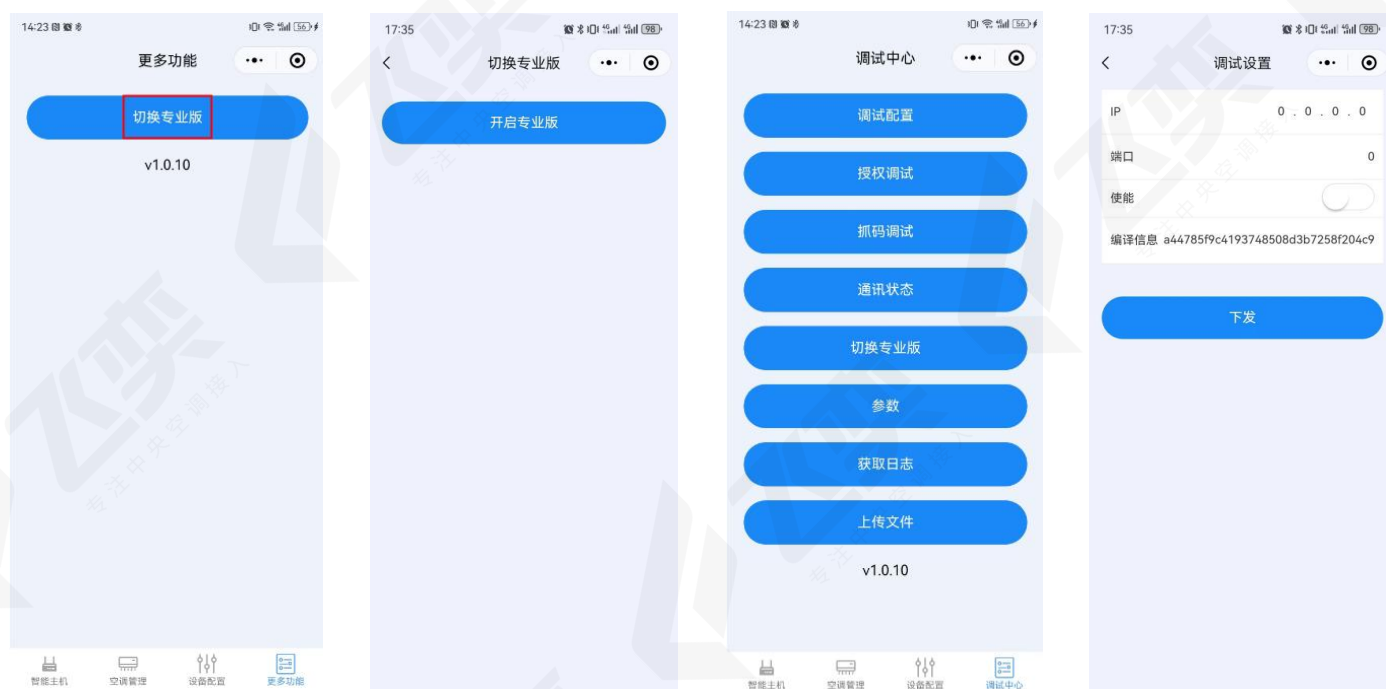 14:23
56
更多功能
切换专业版
v1.0.10
智能主机
空调管理
设备配置
更多功能
17:35
98
切换专业版
开启专业版
14:23
56
调试中心
调试配置
授权调试
抓码调试
通讯状态
切换专业版
参数
获取日志
上传文件
v1.0.10
智能主机
空调管理
设备配置
调试中心
17:35
98
调试设置
IP 0 . 0 . 0 . 0
端口 0
使能
编译信息 a44785f9c4193748508d3b7258f204c9
下发
飞奕
专注中央空调接入